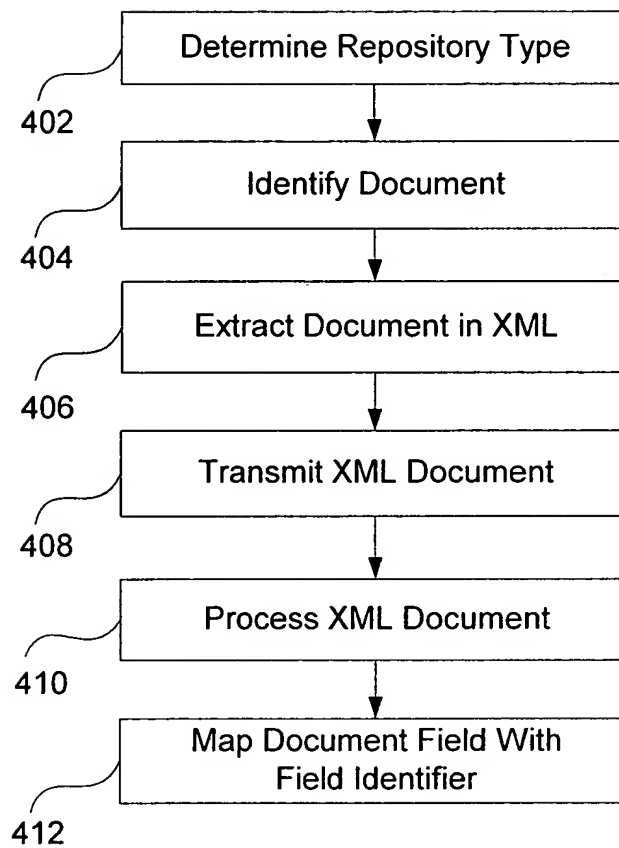 Determine Repository Type
402
Identify Document
404
Extract Document in XML
406
Transmit XML Document
408
Process XML Document
410
Map Document Field With
Field Identifier
412